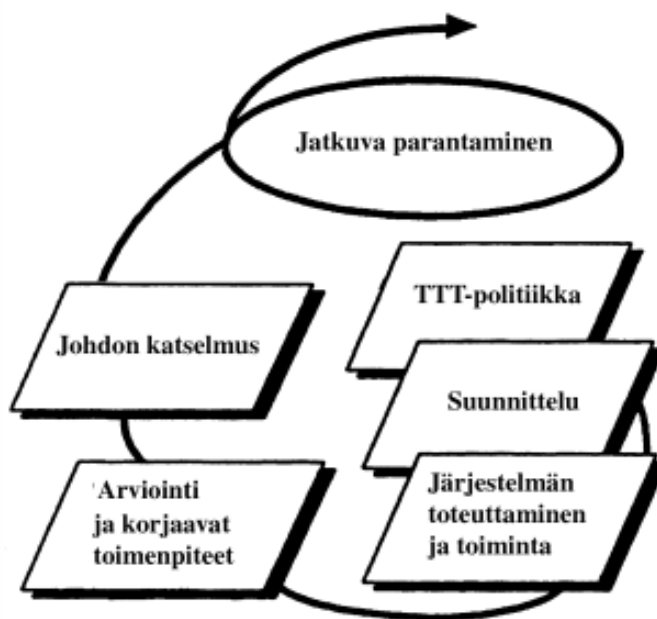 Jatkuva parantaminen
TTT-politiikka
Suunnittelu
Järjestelmän
toteuttaminen
ja toiminta
Arviointi
ja korjaavat
toimenpiteet
Johdon katselmus